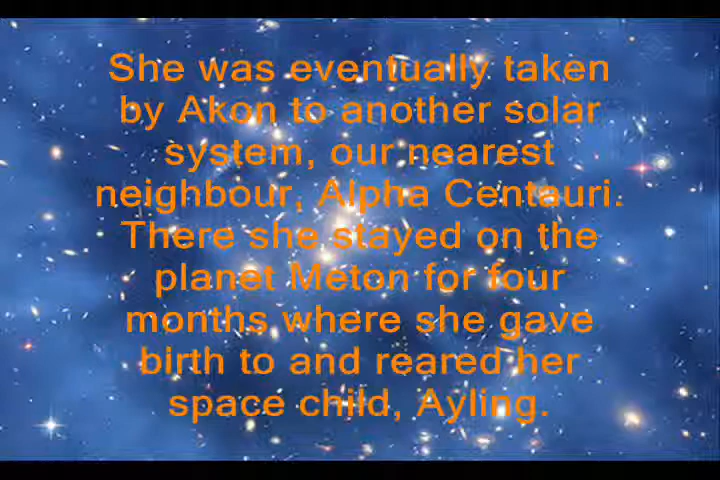 She was eventually taken
by Akon to another solar
system, our nearest
neighbour, Alpha Centauri.
There she stayed on the
planet Meton for four
months where she gave
birth to and reared her
space child, Ayling.